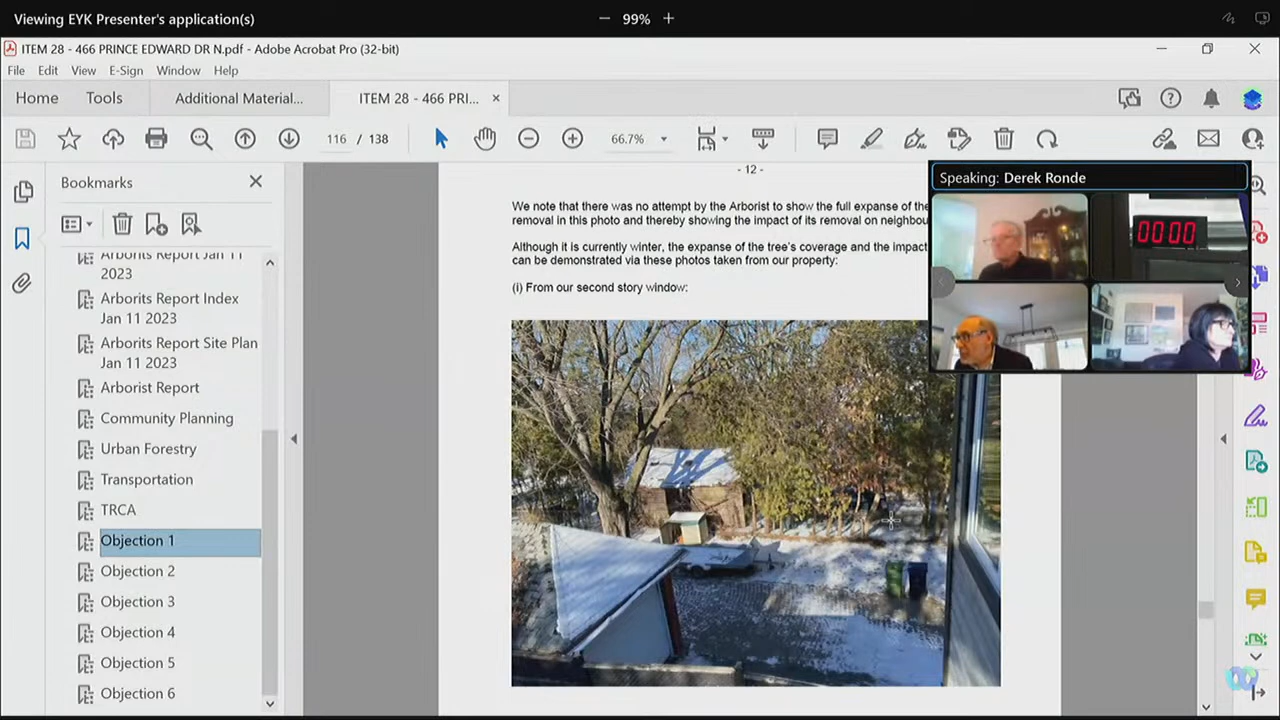 Viewing EYK Presenter's application(s)
99%
ITEM 28 - 466 PRINCE EDWARD DR N.pdf - Adobe Acrobat Pro (32-bit)
File Edit View E-Sign Window Help
Home Tools Additional Material... ITEM 28 - 466 PRI...
116 / 138 66.7%
Bookmarks
Arborits Report Jan 11
2023
Arborits Report Index
Jan 11 2023
Arborits Report Site Plan
Jan 11 2023
Arborist Report
Community Planning
Urban Forestry
Transportation
TRCA
Objection 1
Objection 2
Objection 3
Objection 4
Objection 5
Objection 6
- 12 -
We note that there was no attempt by the Arborist to show the full expanse of the
removal in this photo and thereby showing the impact of its removal on neighbou
Although it is currently winter, the expanse of the tree's coverage and the impact
can be demonstrated via these photos taken from our property:
(i) From our second story window:
Speaking: Derek Ronde
00:00